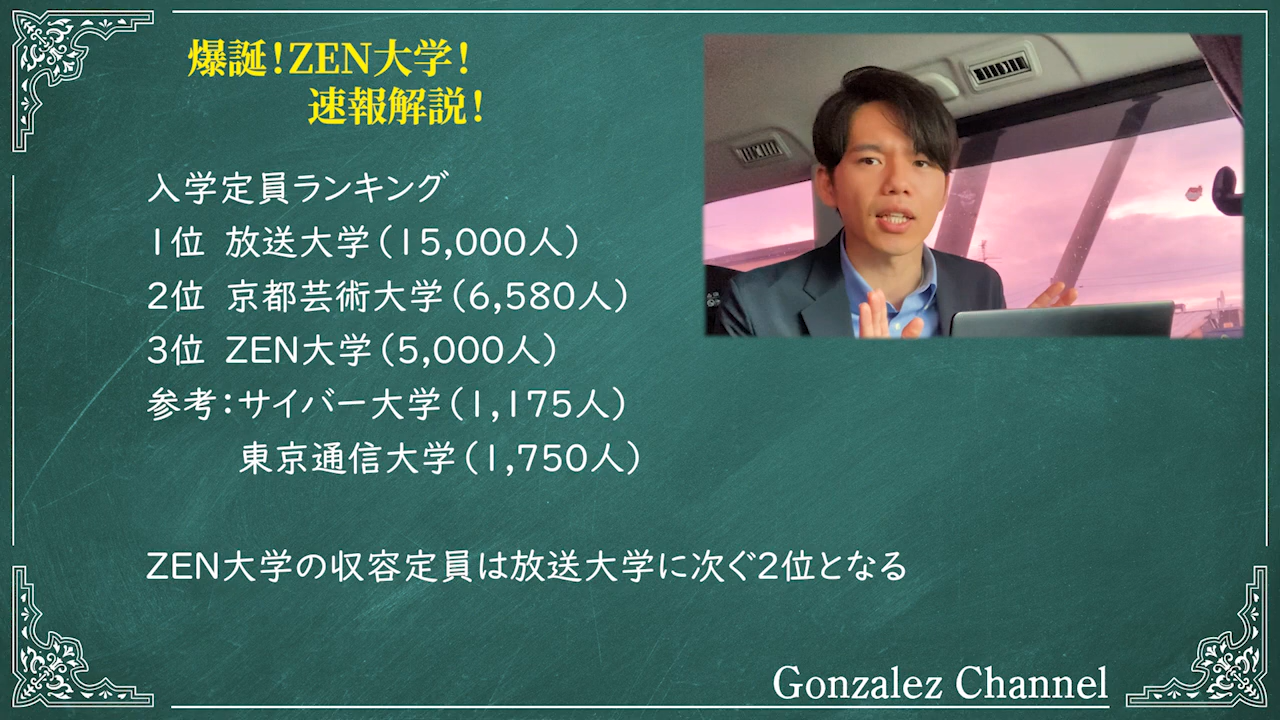 爆誕！ZEN大学！
速報解説！
入学定員ランキング
1位 放送大学（15,000人）
2位 京都芸術大学（6,580人）
3位 ZEN大学（5,000人）
参考：サイバー大学（1,175人）
東京通信大学（1,750人）
ZEN大学の収容定員は放送大学に次ぐ2位となる
Gonzalez Channel